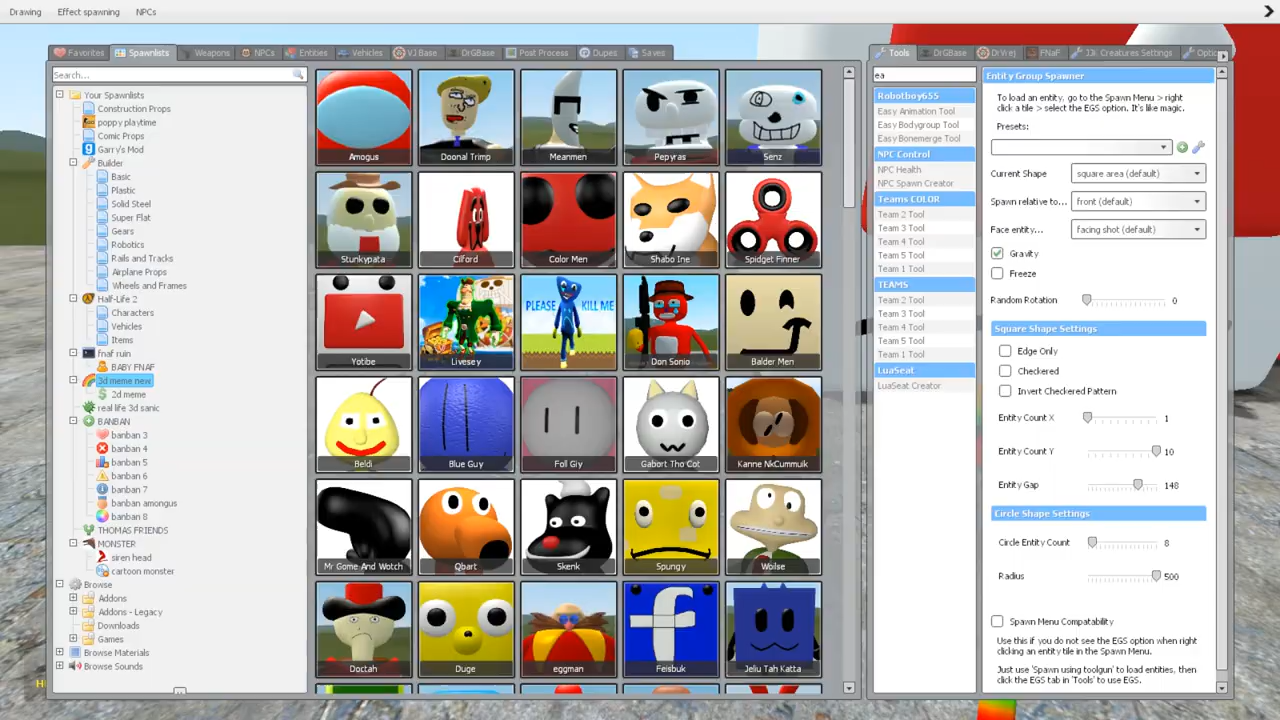 Drawing Effect spawning NPCs
Favorites Spawnlists Weapons NPCs Entities Vehicles VJ Base DrGBase Post Process Dupes Saves
Search...
Your Spawnlists
Construction Props
poppy playtime
Comic Props
Garry's Mod
Builder
Basic
Plastic
Solid Steel
Super Flat
Gears
Robotics
Rails and Tracks
Airplane Props
Wheels and Frames
Half-Life 2
Characters
Vehicles
Items
fnaf ruin
BABY FNAF
3d meme new
2d meme
real life 3d sanic
BANBAN
banban 3
banban 4
banban 5
banban 6
banban 7
banban amongus
banban 8
THOMAS FRIENDS
MONSTER
siren head
cartoon monster
Browse
Addons
Addons - Legacy
Downloads
Games
Browse Materials
Browse Sounds
Amogus Doonal Trimp Meanmen Pepyras Senz
Stunkypata Cilford Color Men Shabo Ine Spidget Finner
PLEASE KILL ME
Yotibe Livesey Don Sonio Balder Men
Beldi Blue Guy Foll Giy Gabort Tho Cot Kanne NkCummuik
Mr Game And Wotch Qbart Skenk Spungy Wolse
Doctah Duge eggman Feisbuk Jeliu Tah Katta
Tools DrGBase DrVrej FNaF JJ: Creatures Settings Optio
ea
Robotboy655
Easy Animation Tool
Easy Bodygroup Tool
Easy Bonemerge Tool
NPC Control
NPC Health
NPC Spawn Creator
Teams COLOR
Team 2 Tool
Team 3 Tool
Team 4 Tool
Team 5 Tool
Team 1 Tool
TEAMS
Team 2 Tool
Team 3 Tool
Team 4 Tool
Team 5 Tool
Team 1 Tool
LuaSeat
LuaSeat Creator
Entity Group Spawner
To load an entity, go to the Spawn Menu > right
click a tile > select the EGS option. It's like magic.
Presets:
Current Shape square area (default)
Spawn relative to... front (default)
Face entity... facing shot (default)
Gravity
Freeze
Random Rotation 0
Square Shape Settings
Edge Only
Checkered
Invert Checkered Pattern
Entity Count X 1
Entity Count Y 10
Entity Gap 148
Circle Shape Settings
Circle Entity Count 8
Radius 500
Spawn Menu Compatability
Use this if you do not see the EGS option when right
clicking an entity tile in the Spawn Menu.
Just use 'Spawn using toolgun' to load entities, then
click the EGS tab in 'Tools' to use EGS.